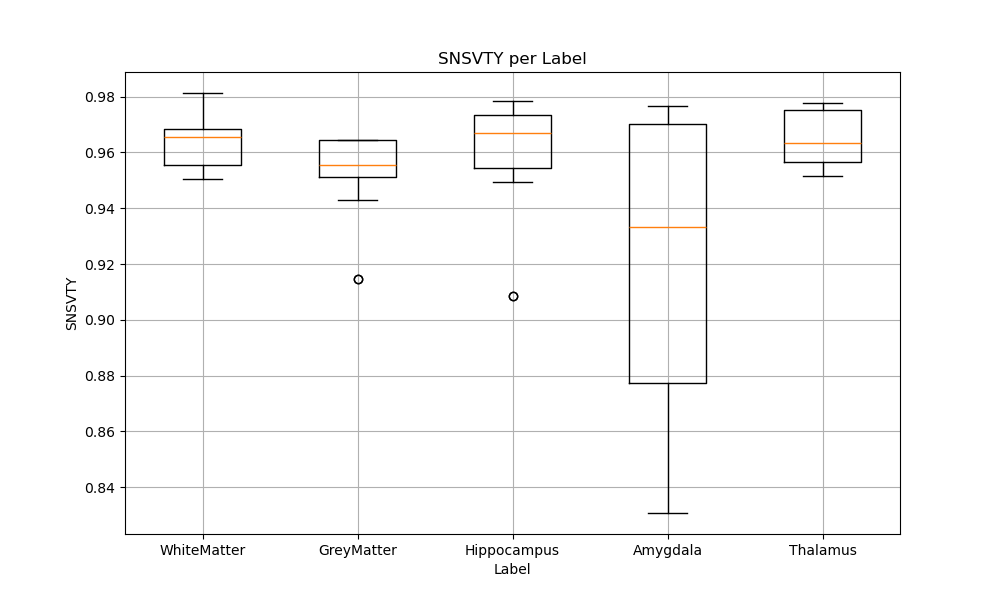 SNSVTY per Label
0.98
0.96
0.94
0.92
0.90
0.88
0.86
0.84
SNSVTY
WhiteMatter GreyMatter Hippocampus Amygdala Thalamus
Label